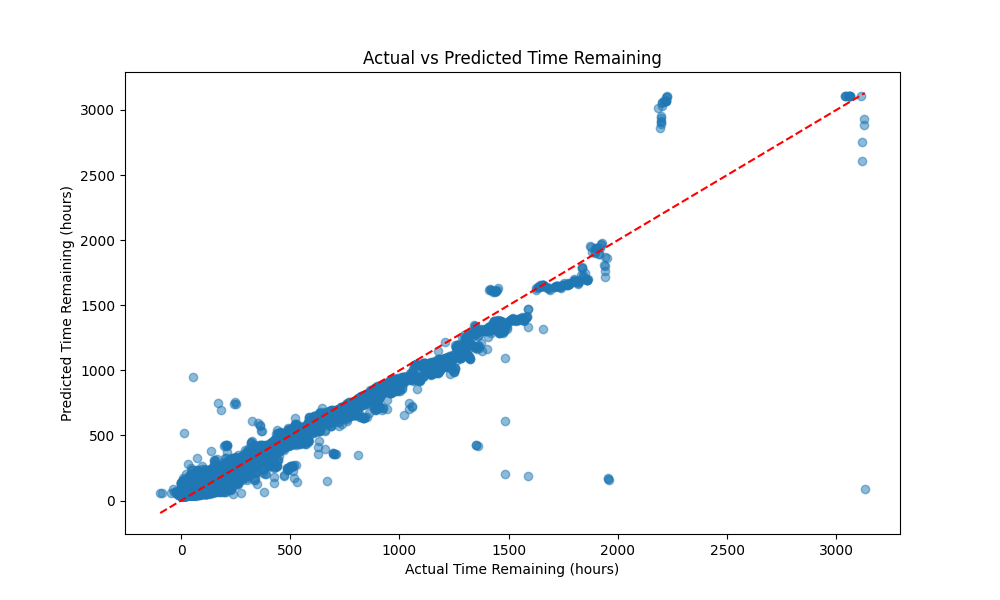 Actual vs Predicted Time Remaining
Predicted Time Remaining (hours)
3000
2500
2000
1500
1000
500
0
0 500 1000 1500 2000 2500 3000
Actual Time Remaining (hours)